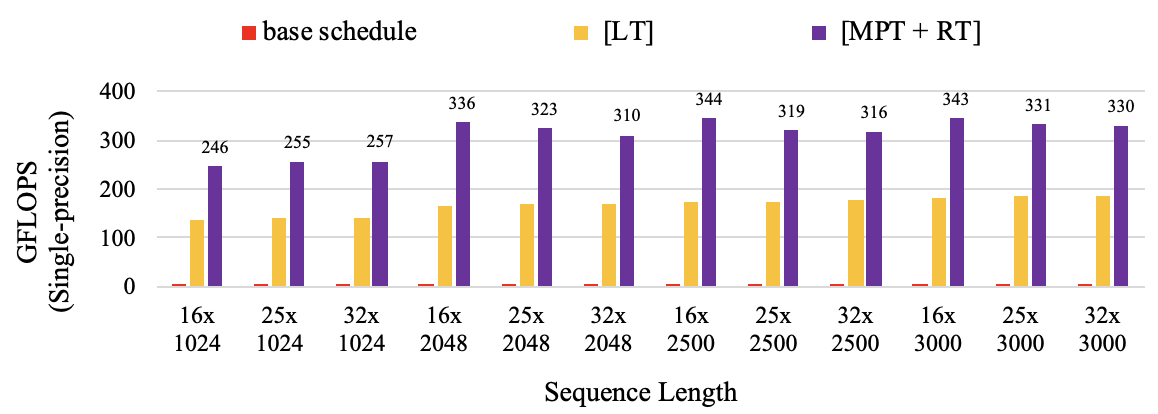 base schedule [LT] [MPT + RT]
GFLOPS
(Single-precision)
400
300
200
100
0
246 255 257 336 323 310 344 319 316 343 331 330
16x 25x 32x 16x 25x 32x 16x 25x 32x 16x 25x 32x
1024 1024 1024 2048 2048 2048 2500 2500 2500 3000 3000 3000
Sequence Length